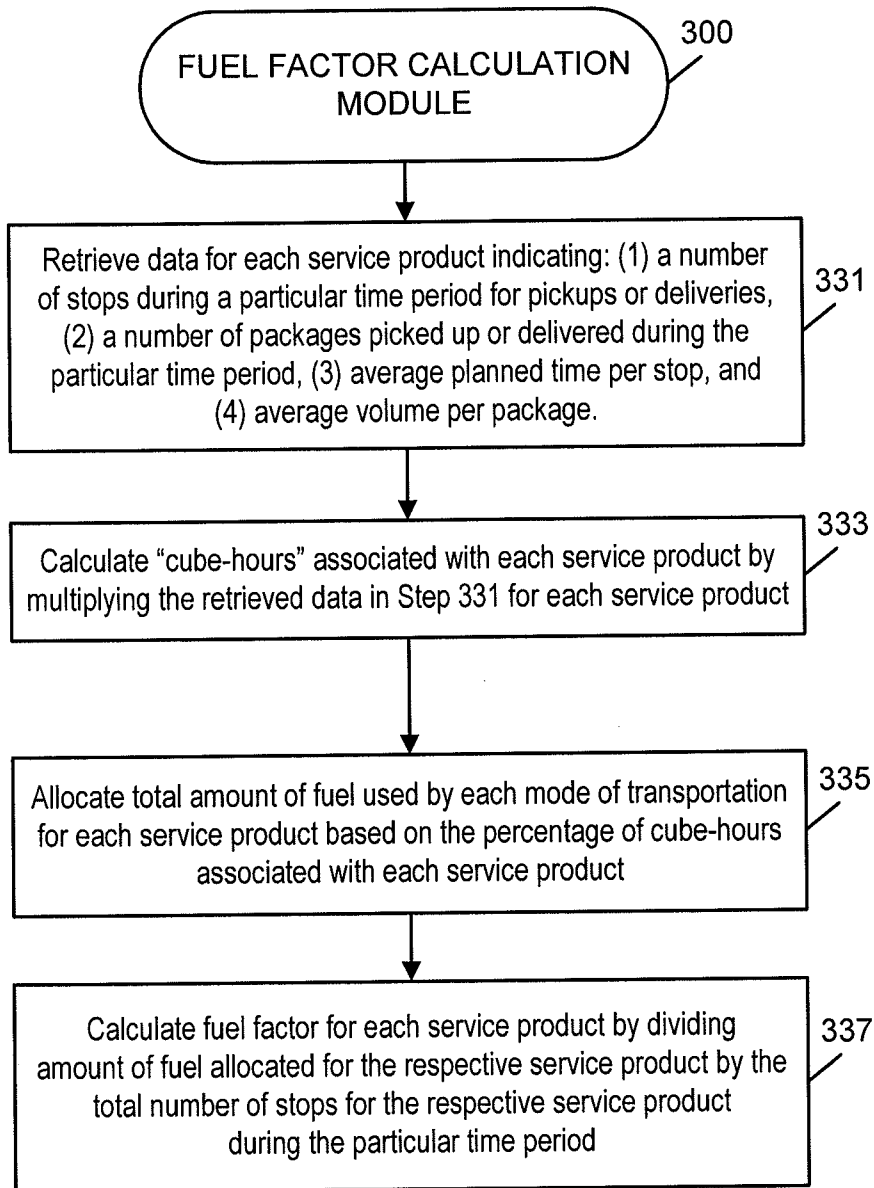 FUEL FACTOR CALCULATION
MODULE
300
Retrieve data for each service product indicating: (1) a number
of stops during a particular time period for pickups or deliveries,
(2) a number of packages picked up or delivered during the
particular time period, (3) average planned time per stop, and
(4) average volume per package.
331
Calculate “cube-hours” associated with each service product by
multiplying the retrieved data in Step 331 for each service product
333
Allocate total amount of fuel used by each mode of transportation
for each service product based on the percentage of cube-hours
associated with each service product
335
Calculate fuel factor for each service product by dividing
amount of fuel allocated for the respective service product by the
total number of stops for the respective service product
during the particular time period
337